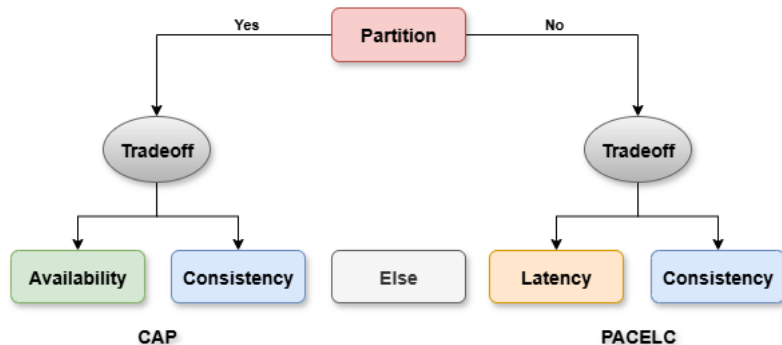 Yes
Partition
No
Tradeoff
Tradeoff
Availability
Consistency
Else
Latency
Consistency
CAP
PACELC